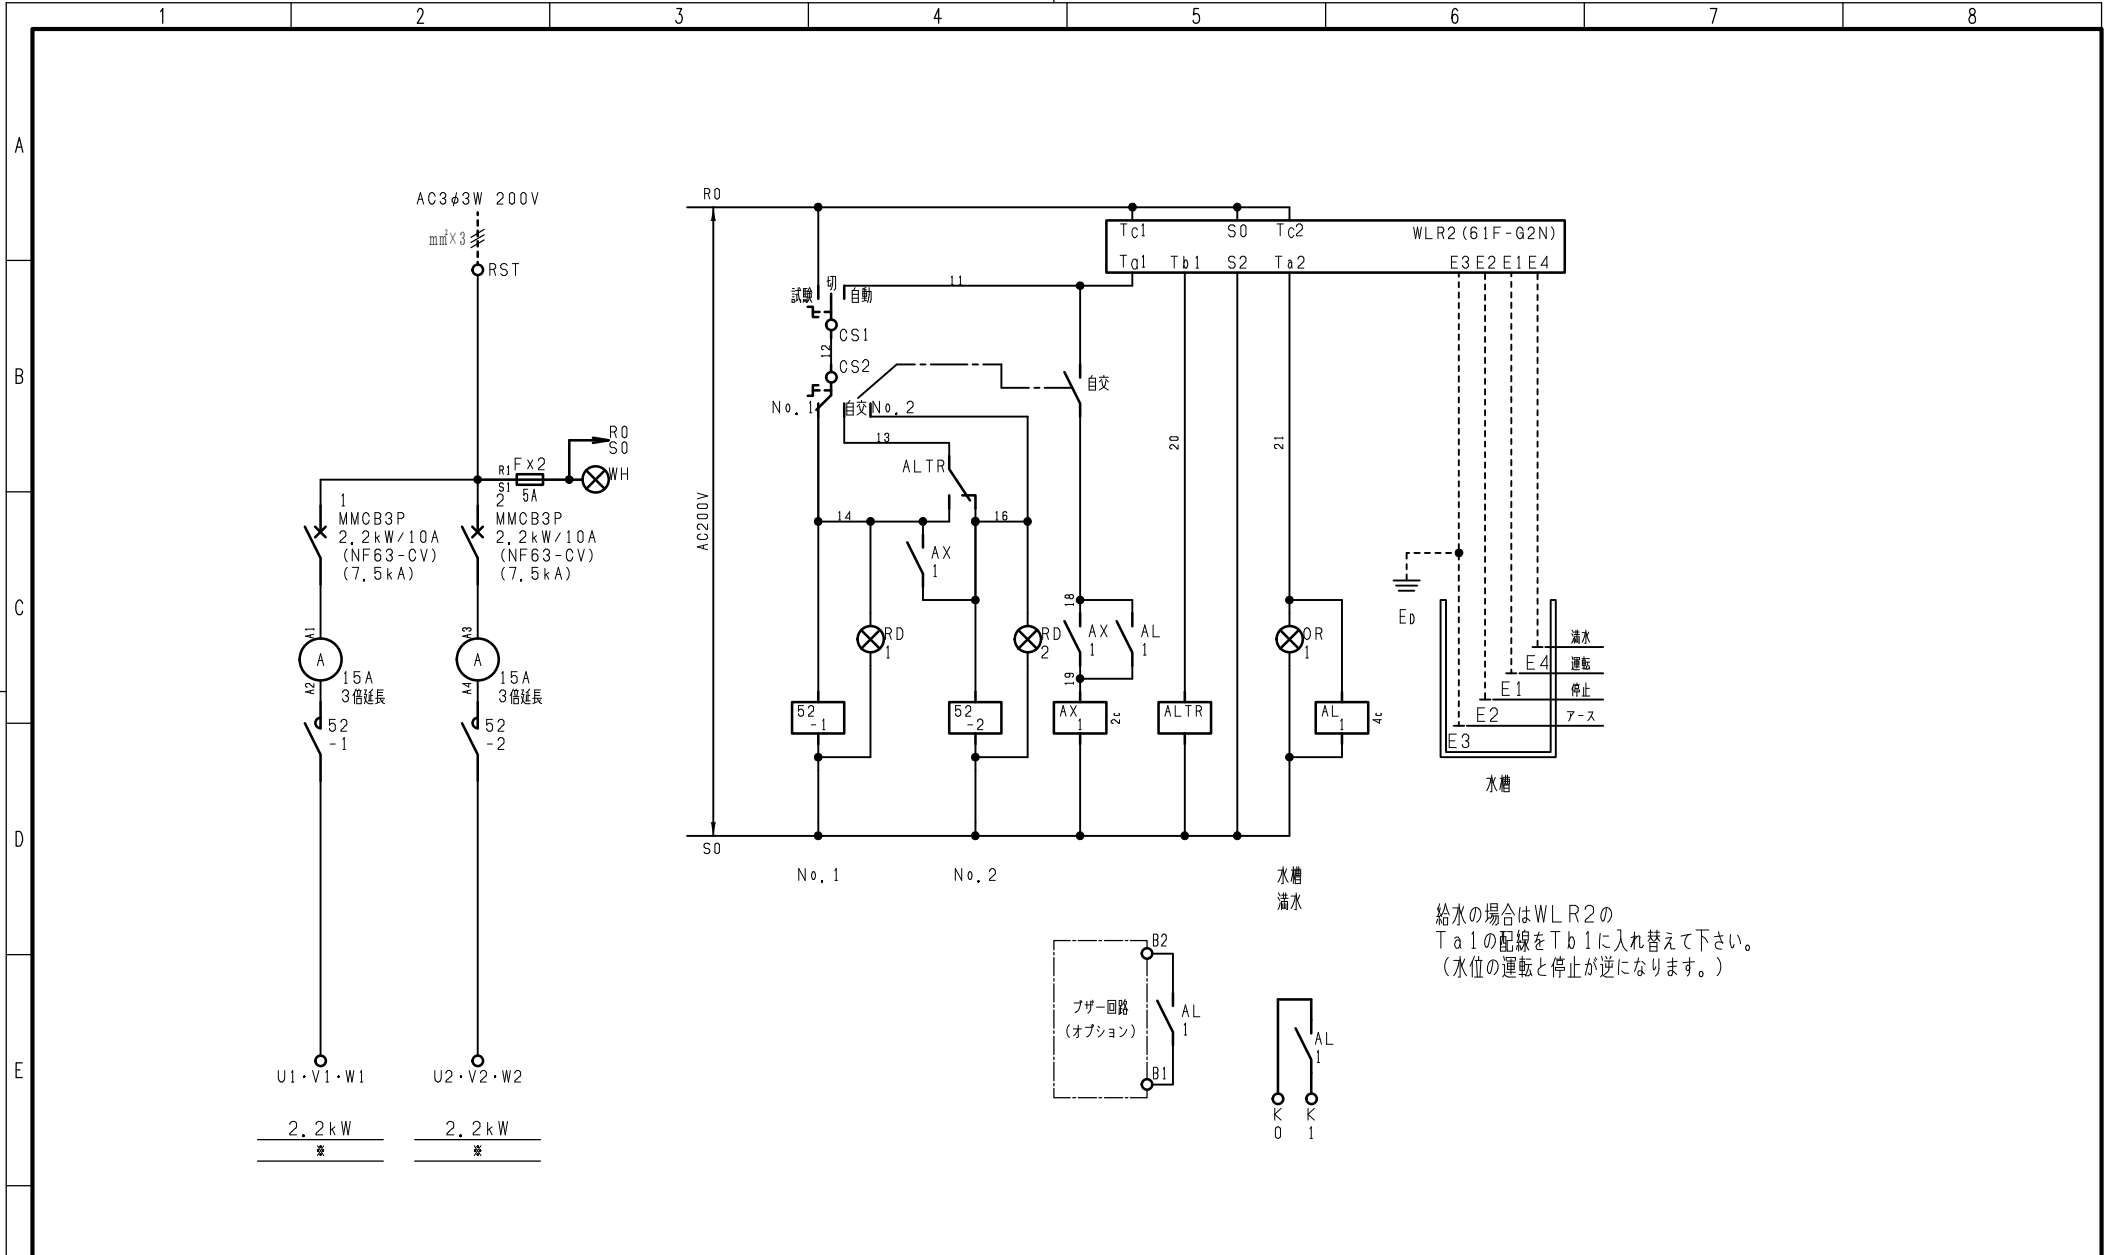 1 2 3 4 5 6 7 8
A
B
C
D
E
AC3φ3W 200V
mm²×3
RST
R0
S0
R1
S1
F×2
5A
WH
1
MMCB3P
2.2kW/10A
(NF63-CV)
(7.5kA)
2
MMCB3P
2.2kW/10A
(NF63-CV)
(7.5kA)
A1
A
A2
15A
3倍延長
A3
A
A4
15A
3倍延長
52
-1
52
-2
U1・V1・W1
U2・V2・W2
2.2kW
※
2.2kW
※
R0
AC200V
S0
試験
切
自動
11
CS1
12
CS2
No.1
自交
No.2
自交
13
ALTR
14
16
AX
1
RD
1
RD
2
18
AX
1
AL
1
19
20
21
OR
1
52
-1
52
-2
AX
1
2c
ALTR
AL
1
4c
No.1
No.2
水槽
満水
Tc1 S0 Tc2 WLR2(61F-G2N)
Ta1 Tb1 S2 Ta2 E3 E2 E1 E4
ED
満水
E4
運転
E1
停止
E2
アース
E3
水槽
給水の場合はWLR2の
Ta1の配線をTb1に入れ替えて下さい。
(水位の運転と停止が逆になります。)
B2
ブザー回路
(オプション)
AL
1
B1
AL
1
K
0
K
1